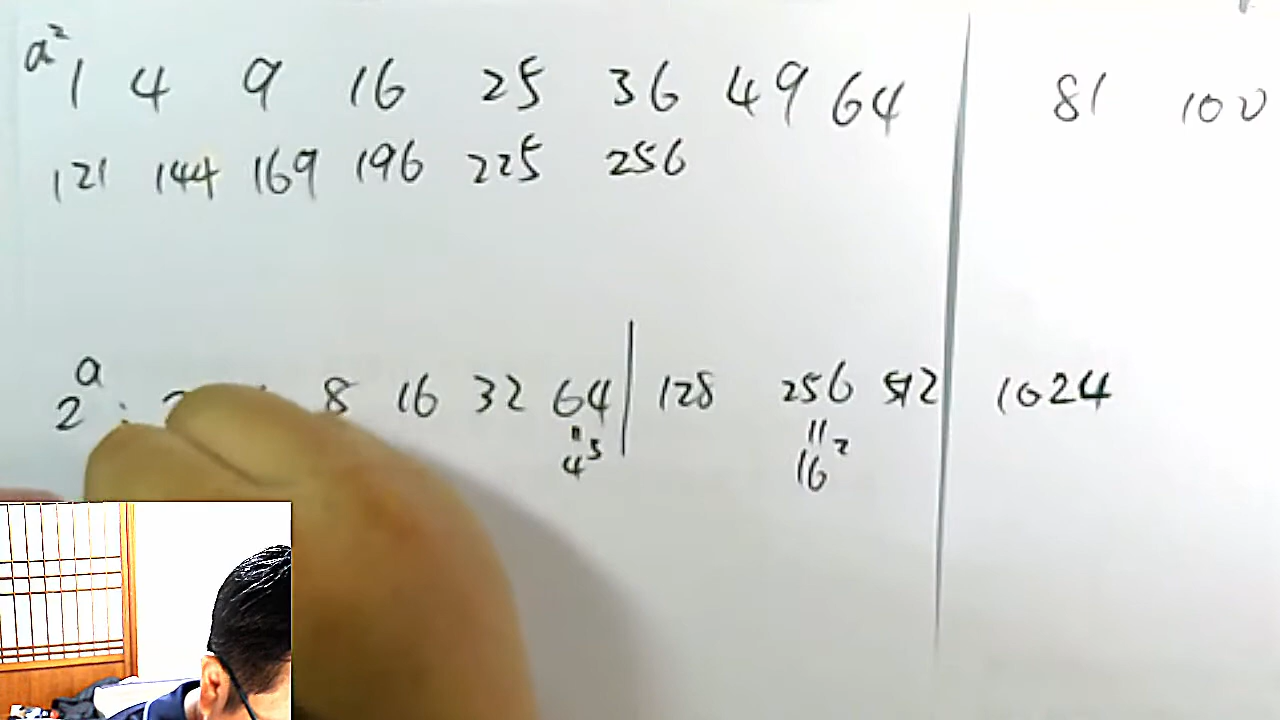 a² 1 4 9 16 25 36 49 64 81 100
121 144 169 196 225 256
2ᵃ : 8 16 32 64 128 256 512 1024
" 11
4³ 16²